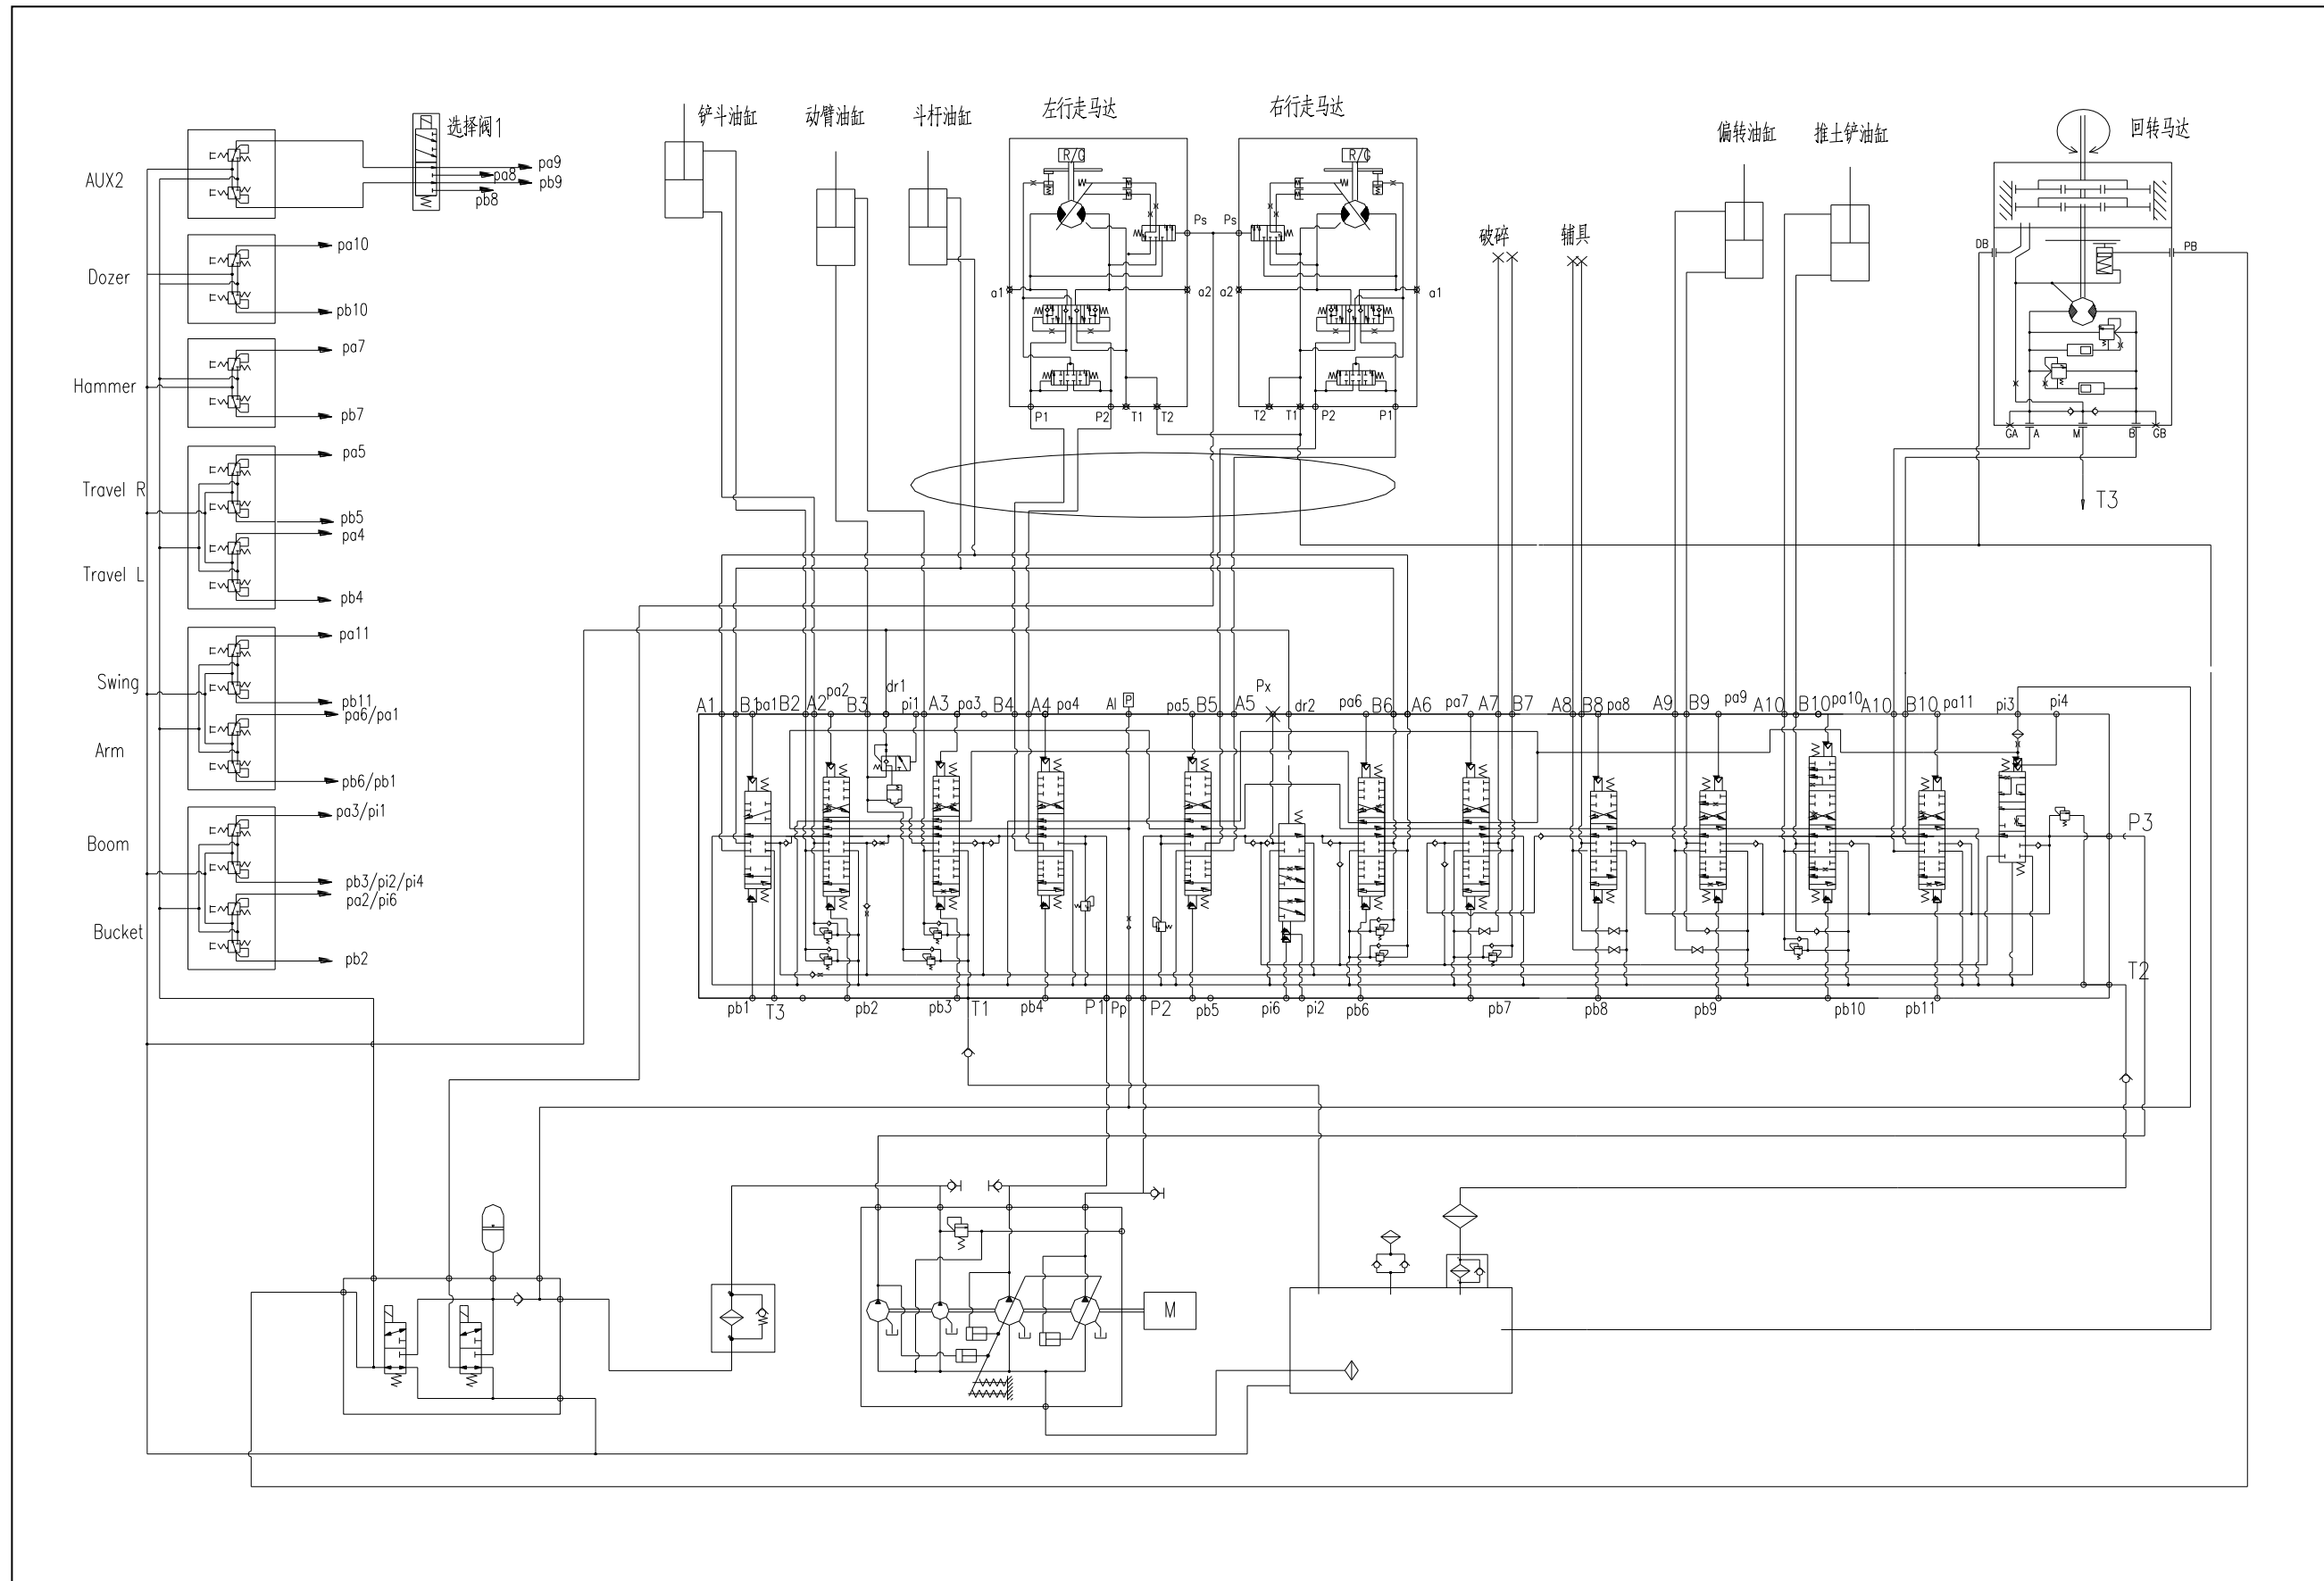 铲斗油缸
动臂油缸
斗杆油缸
左行走马达
右行走马达
偏转油缸
推土铲油缸
回转马达
选择阀1
AUX2
pa9
pa8
pb9
pb8
破碎
辅具
Dozer
pa10
pb10
Hammer
pa7
pb7
Travel R
pa5
pb5
Travel L
pa4
pb4
Swing
pa11
pb11
Arm
pa6/pa1
pb6/pb1
Boom
pa3/pi1
pb3/pi2/pi4
Bucket
pa2/pi6
pb2
R/G
R/G
Ps
Ps
a1
a2
a2
a1
P1
P2
T1
T2
T2
T1
P2
P1
DB
PB
GA
A
M
B
GB
T3
A1
B1
pa1
B2
A2
pa2
B3
dr1
pi1
A3
pa3
B4
A4
pa4
AI
P
pa5
B5
A5
Px
dr2
pa6
B6
A6
pa7
A7
B7
A8
B8
pa8
A9
B9
pa9
A10
B10
pa10
A10
B10
pa11
pi3
pi4
P3
T2
pb1
T3
pb2
pb3
T1
pb4
P1
Pp
P2
pb5
pi6
pi2
pb6
pb7
pb8
pb9
pb10
pb11
M